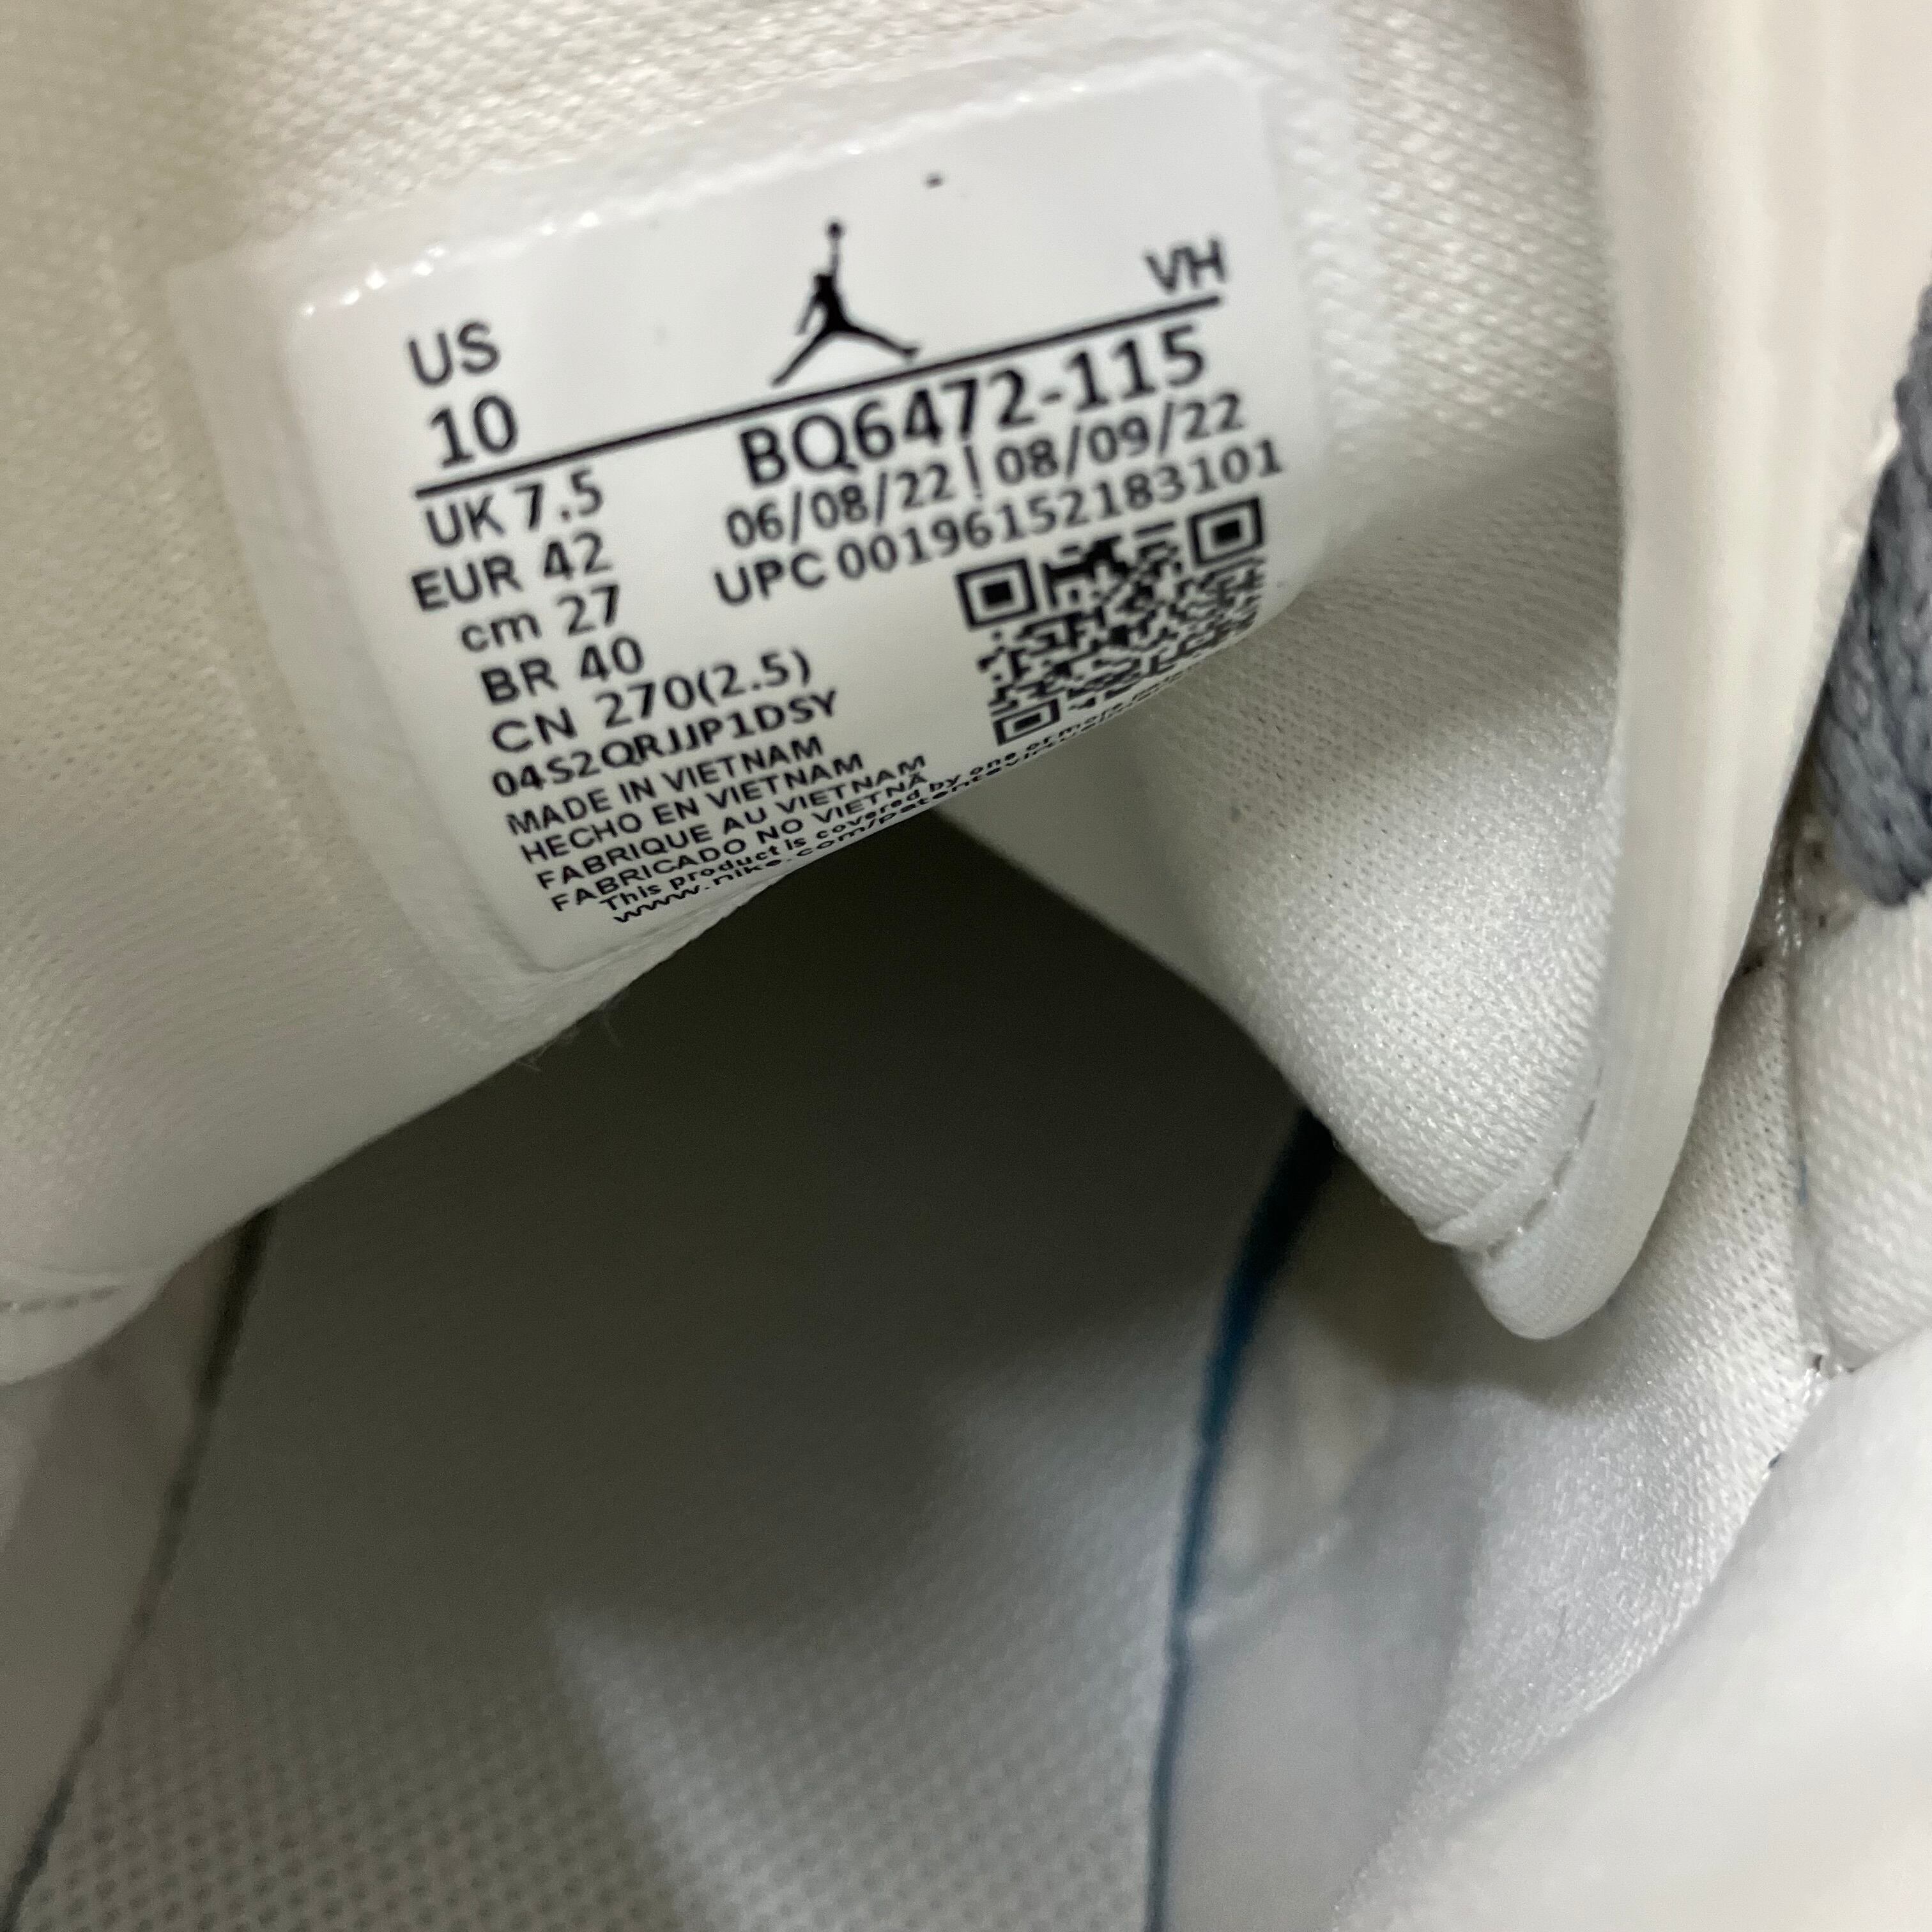 VH
US
10
BQ6472-115
06/08/22 | 08/09/22
UPC 00196152183101
UK 7.5
EUR 42
cm 27
BR 40
CN 270(2.5)
04S2QRJJP1DSY
MADE IN VIETNAM
HECHO EN VIETNAM
FABRIQUE AU VIETNAM
FABRICADO NO VIETNÃ
This product is covered by one or more
www.nike.com/patents